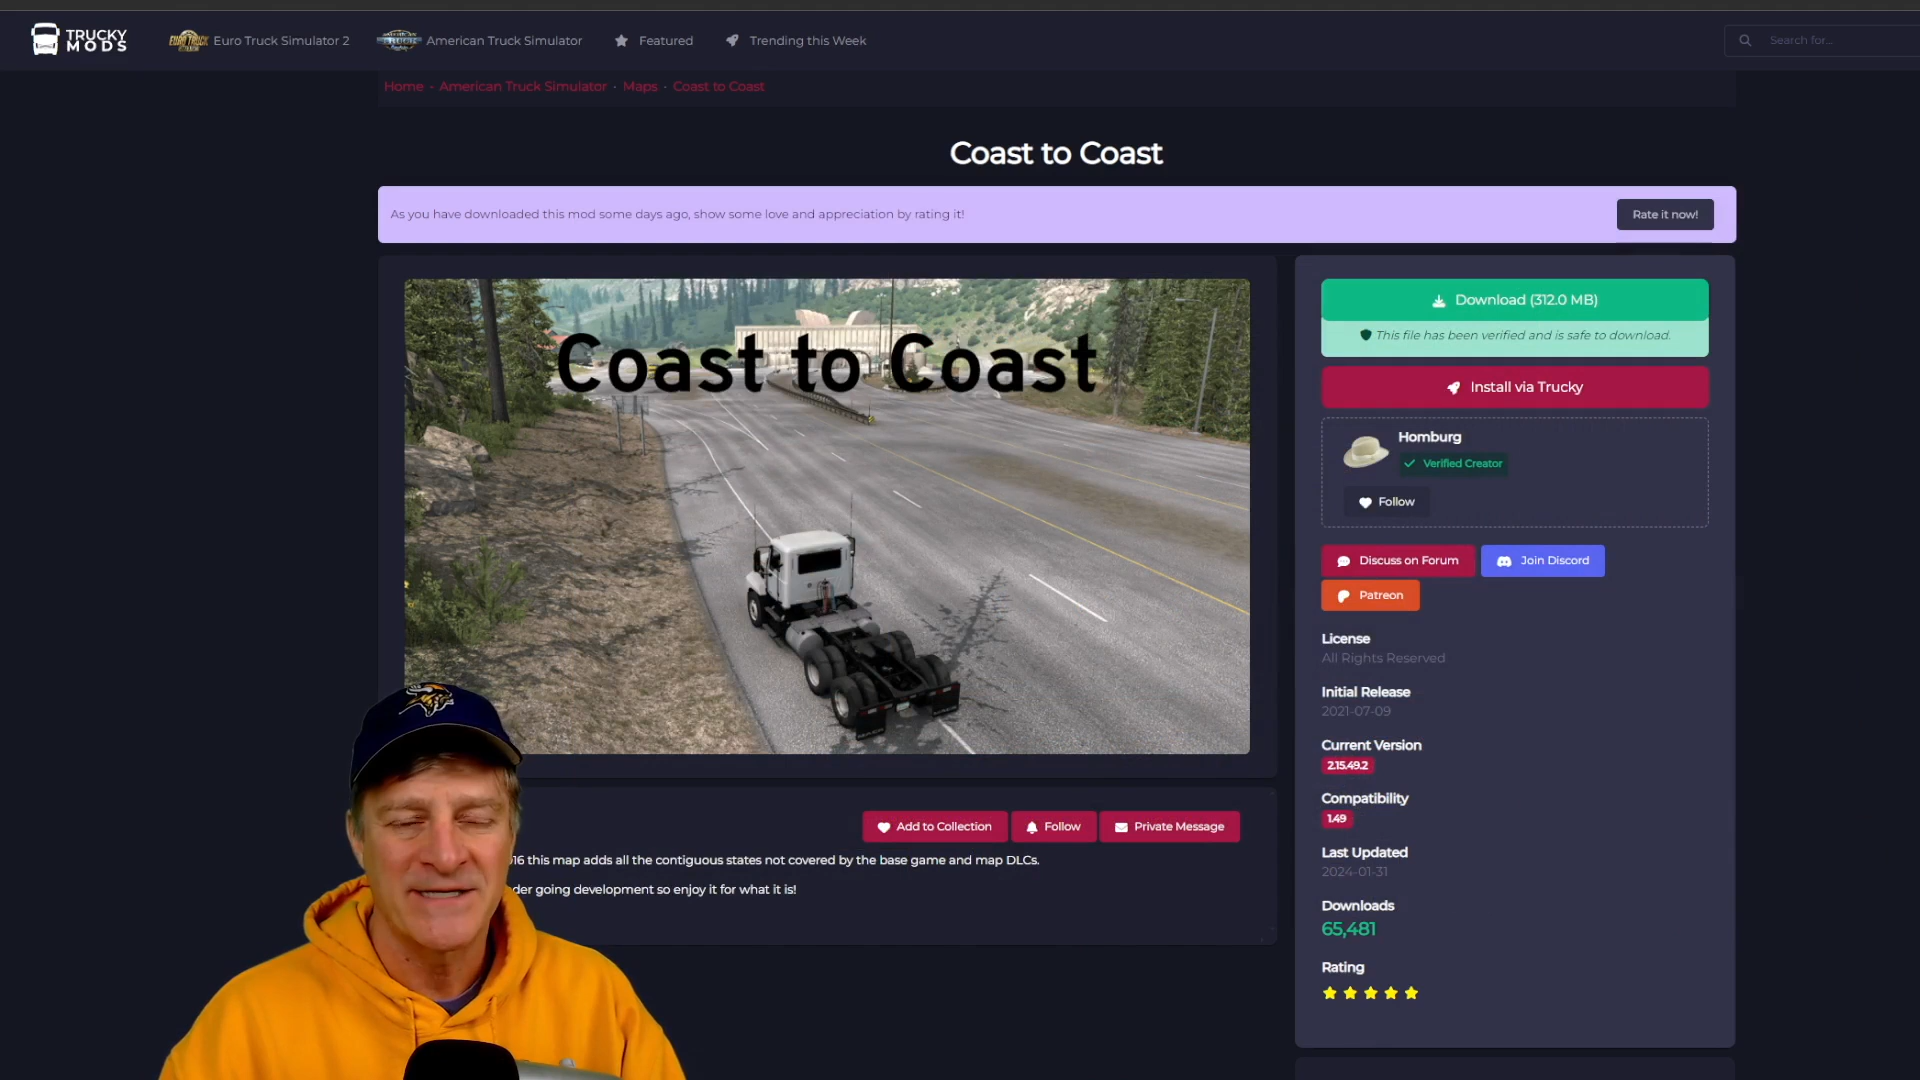 TRUCKY
MODS
Euro Truck Simulator 2
American Truck Simulator
Featured
Trending this Week
Search for...
Home - American Truck Simulator · Maps · Coast to Coast
Coast to Coast
As you have downloaded this mod some days ago, show some love and appreciation by rating it!
Rate it now!
Coast to Coast
Download (312.0 MB)
This file has been verified and is safe to download.
Install via Trucky
Homburg
Verified Creator
Follow
Discuss on Forum
Join Discord
Patreon
License
All Rights Reserved
Initial Release
2021-07-09
Current Version
2.15.49.2
Compatibility
1.49
Last Updated
2024-01-31
Downloads
65,481
Rating
Add to Collection
Follow
Private Message
16 this map adds all the contiguous states not covered by the base game and map DLCs.
der going development so enjoy it for what it is!